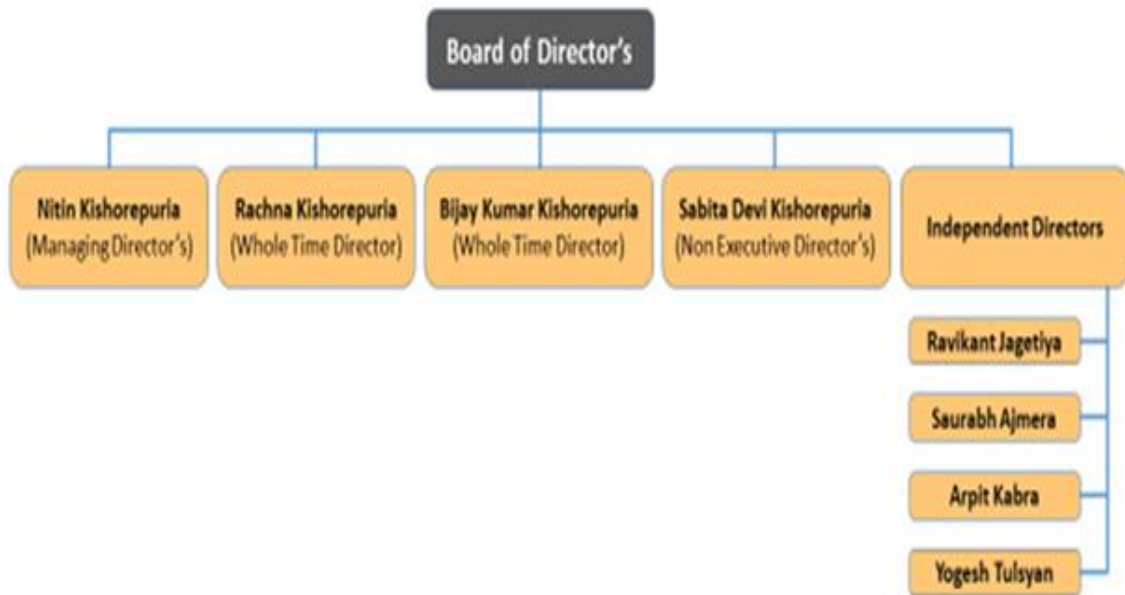 Board of Director's
Nitin Kishorepuria
(Managing Director's)
Rachna Kishorepuria
(Whole Time Director)
Bijay Kumar Kishorepuria
(Whole Time Director)
Sabita Devi Kishorepuria
(Non Executive Director's)
Independent Directors
Ravikant Jagetiya
Saurabh Ajmera
Arpit Kabra
Yogesh Tulsyan